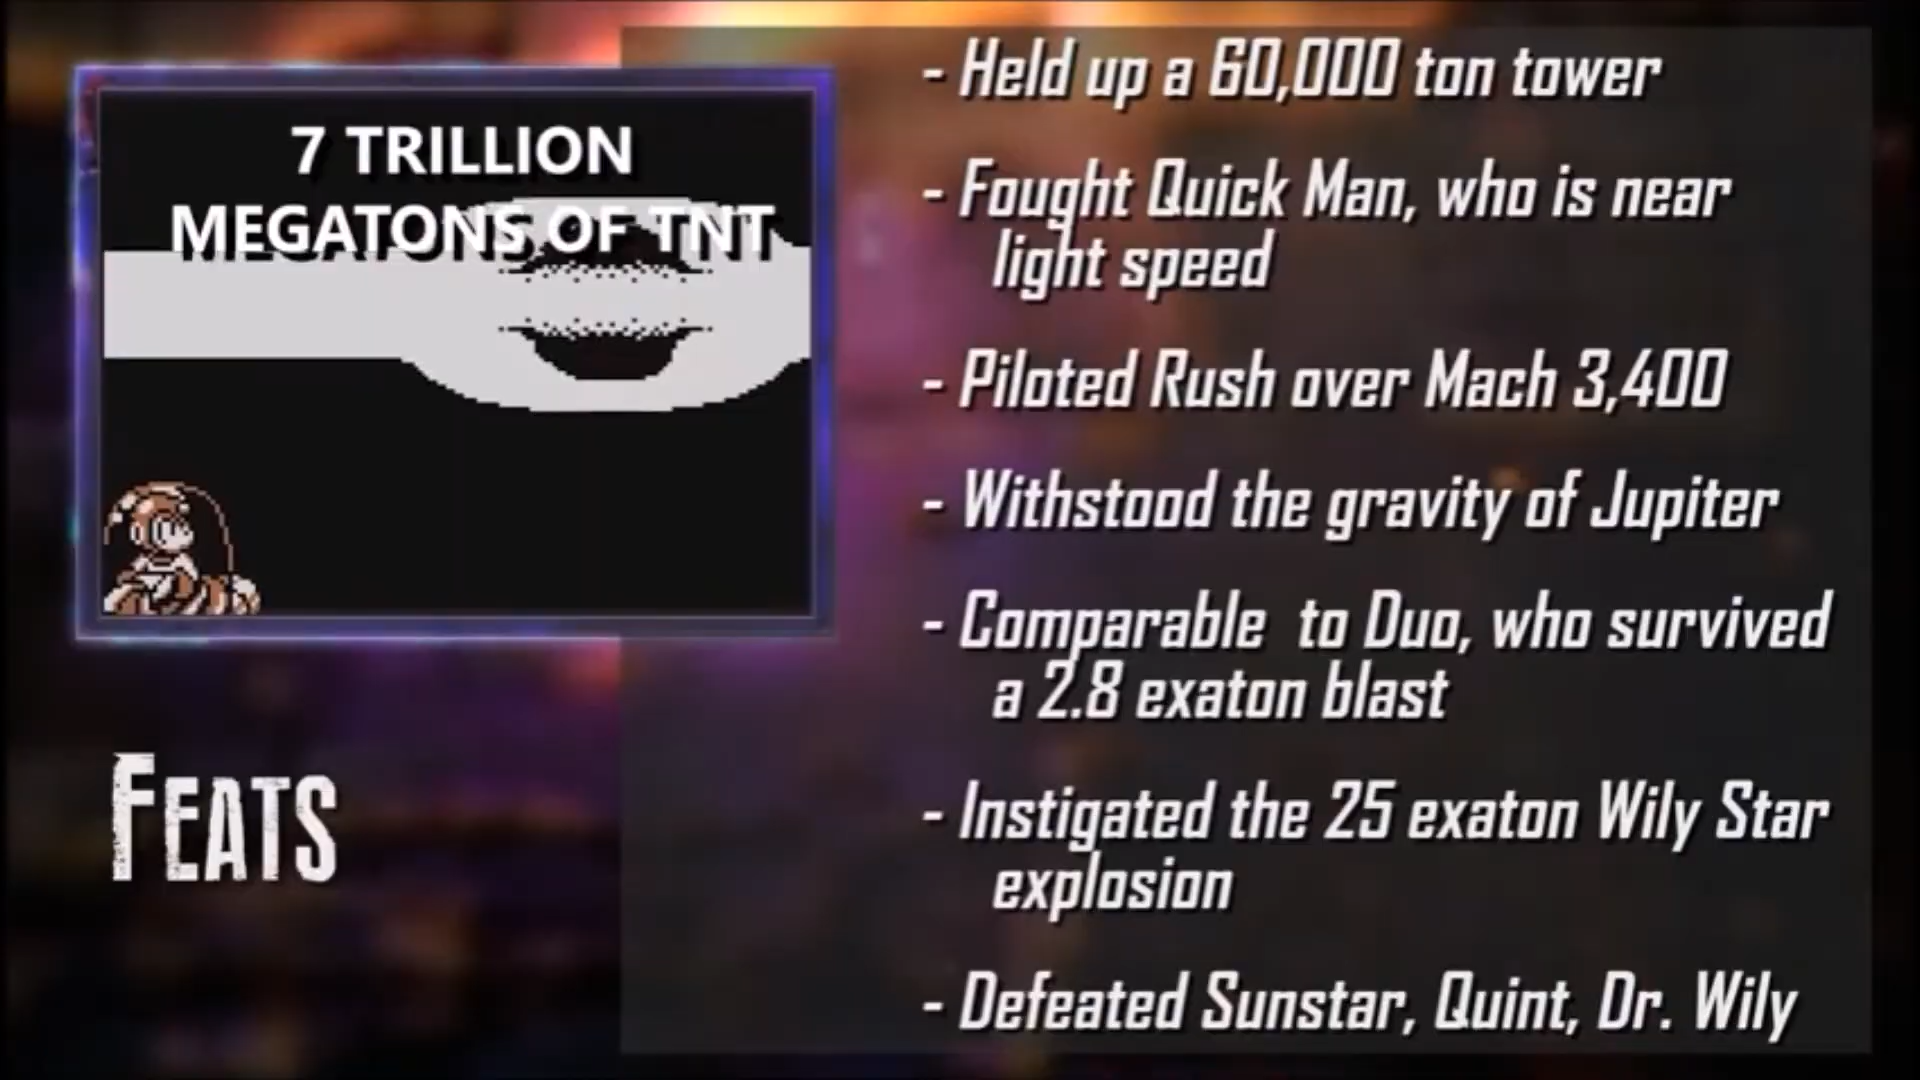 7 TRILLION
MEGATONS OF TNT
FEATS
- Held up a 60,000 ton tower
- Fought Quick Man, who is near
light speed
- Piloted Rush over Mach 3,400
- Withstood the gravity of Jupiter
- Comparable to Duo, who survived
a 2.8 exaton blast
- Instigated the 25 exaton Wily Star
explosion
- Defeated Sunstar, Quint, Dr. Wily